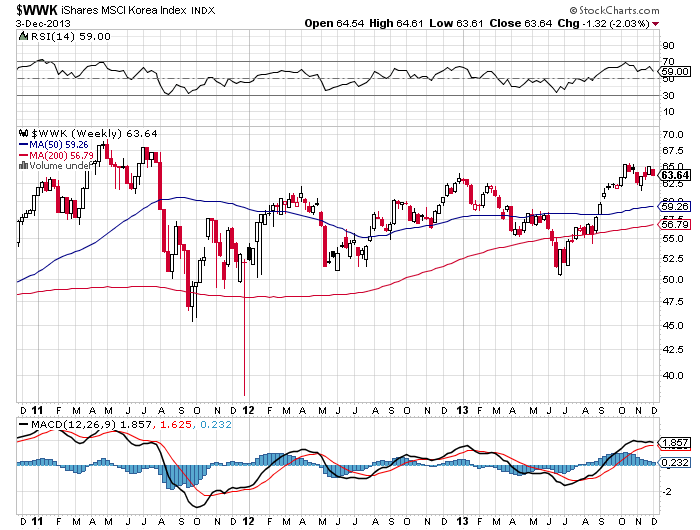 $WWK iShares MSCI Korea Index INDX © StockCharts.com
3-Dec-2013 Open 64.54 High 64.61 Low 63.61 Close 63.64 Chg -1.32 (-2.03%)
RSI(14) 59.00
90
70
59.00
50
30
10
$WWK (Weekly) 63.64
MA(50) 59.26
MA(200) 56.79
Volume undef
70.0
67.5
65.0
63.64
62.5
59.26
57.5
56.79
55.0
52.5
50.0
47.5
45.0
42.5
40.0
D 11 F M A M J J A S O N D 12 F M A M J J A S O N D 13 F M A M J J A S O N D
MACD(12,26,9) 1.857, 1.625, 0.232
1.857
0.232
-2
D 11 F M A M J J A S O N D 12 F M A M J J A S O N D 13 F M A M J J A S O N D